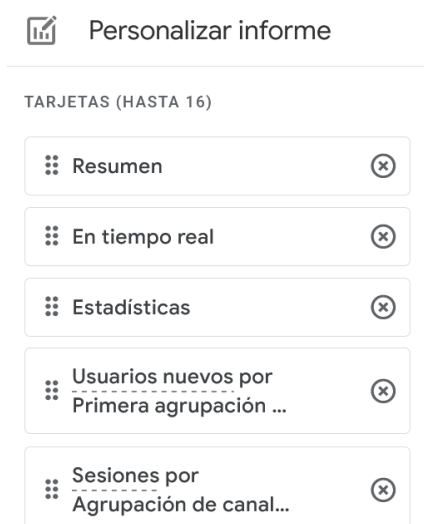 Personalizar informe
TARJETAS (HASTA 16)
Resumen
En tiempo real
Estadísticas
Usuarios nuevos por
Primera agrupación ...
Sesiones por
Agrupación de canal...